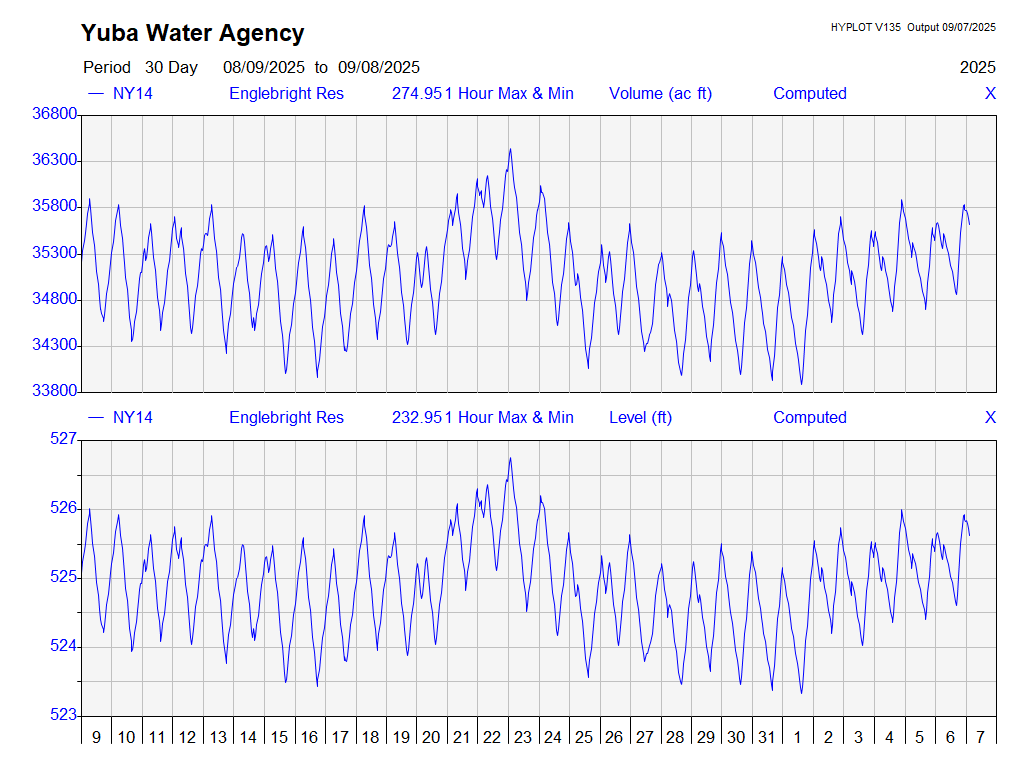 Yuba Water Agency
HYPLOT V135 Output 09/07/2025
Period 30 Day 08/09/2025 to 09/08/2025 2025
— NY14 Englebright Res 274.951 Hour Max & Min Volume (ac ft) Computed X
36800
36300
35800
35300
34800
34300
33800
— NY14 Englebright Res 232.951 Hour Max & Min Level (ft) Computed X
527
526
525
524
523
9 10 11 12 13 14 15 16 17 18 19 20 21 22 23 24 25 26 27 28 29 30 31 1 2 3 4 5 6 7